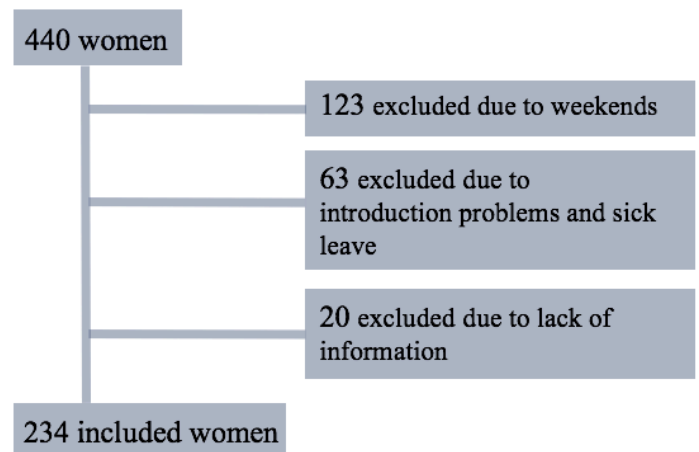 440 women
123 excluded due to weekends
63 excluded due to
introduction problems and sick
leave
20 excluded due to lack of
information
234 included women